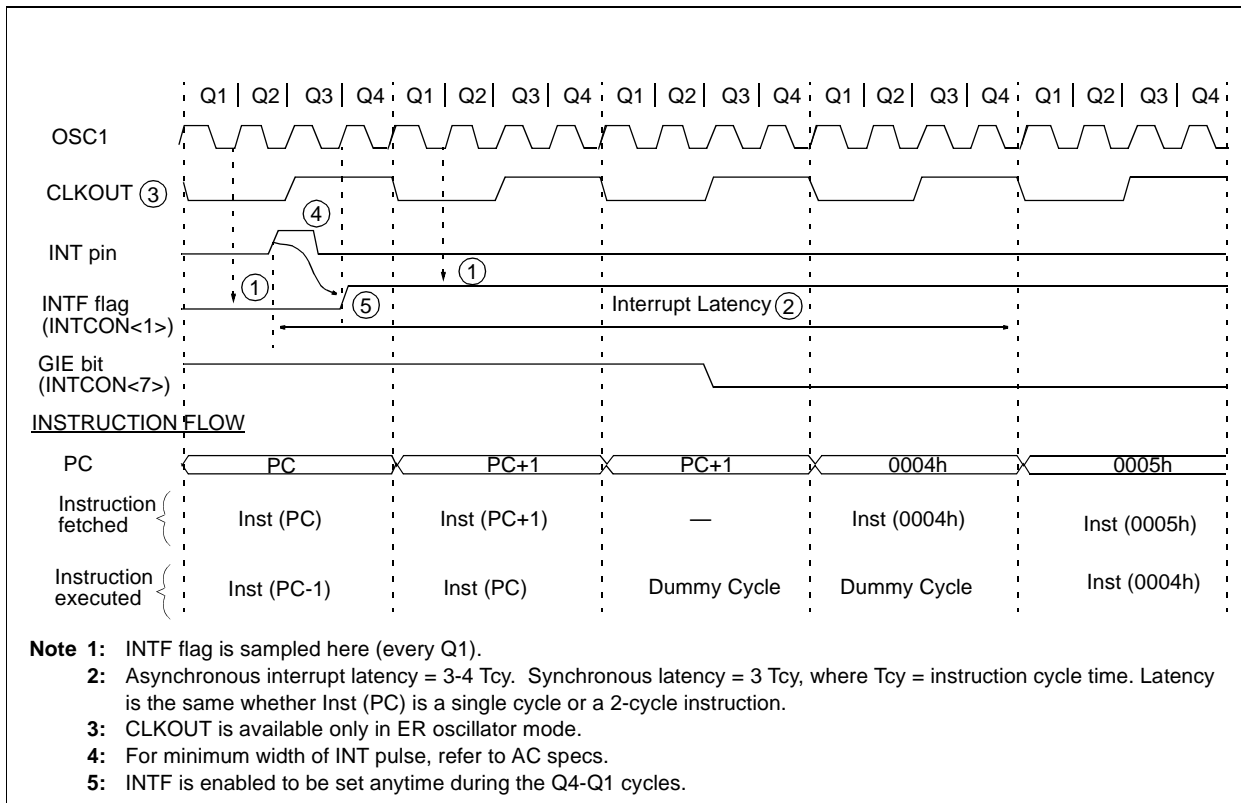 Q1 | Q2 | Q3 | Q4 Q1 | Q2 | Q3 | Q4 Q1 | Q2 | Q3 | Q4 Q1 | Q2 | Q3 | Q4 Q1 | Q2 | Q3 | Q4
OSC1
CLKOUT 3
4
INT pin
1
1
INTF flag
(INTCON<1>)
5
Interrupt Latency 2
GIE bit
(INTCON<7>)
INSTRUCTION FLOW
PC PC PC+1 PC+1 0004h 0005h
Instruction
fetched
Inst (PC) Inst (PC+1) — Inst (0004h) Inst (0005h)
Instruction
executed
Inst (PC-1) Inst (PC) Dummy Cycle Dummy Cycle Inst (0004h)
Note 1: INTF flag is sampled here (every Q1).
2: Asynchronous interrupt latency = 3-4 Tcy. Synchronous latency = 3 Tcy, where Tcy = instruction cycle time. Latency
is the same whether Inst (PC) is a single cycle or a 2-cycle instruction.
3: CLKOUT is available only in ER oscillator mode.
4: For minimum width of INT pulse, refer to AC specs.
5: INTF is enabled to be set anytime during the Q4-Q1 cycles.